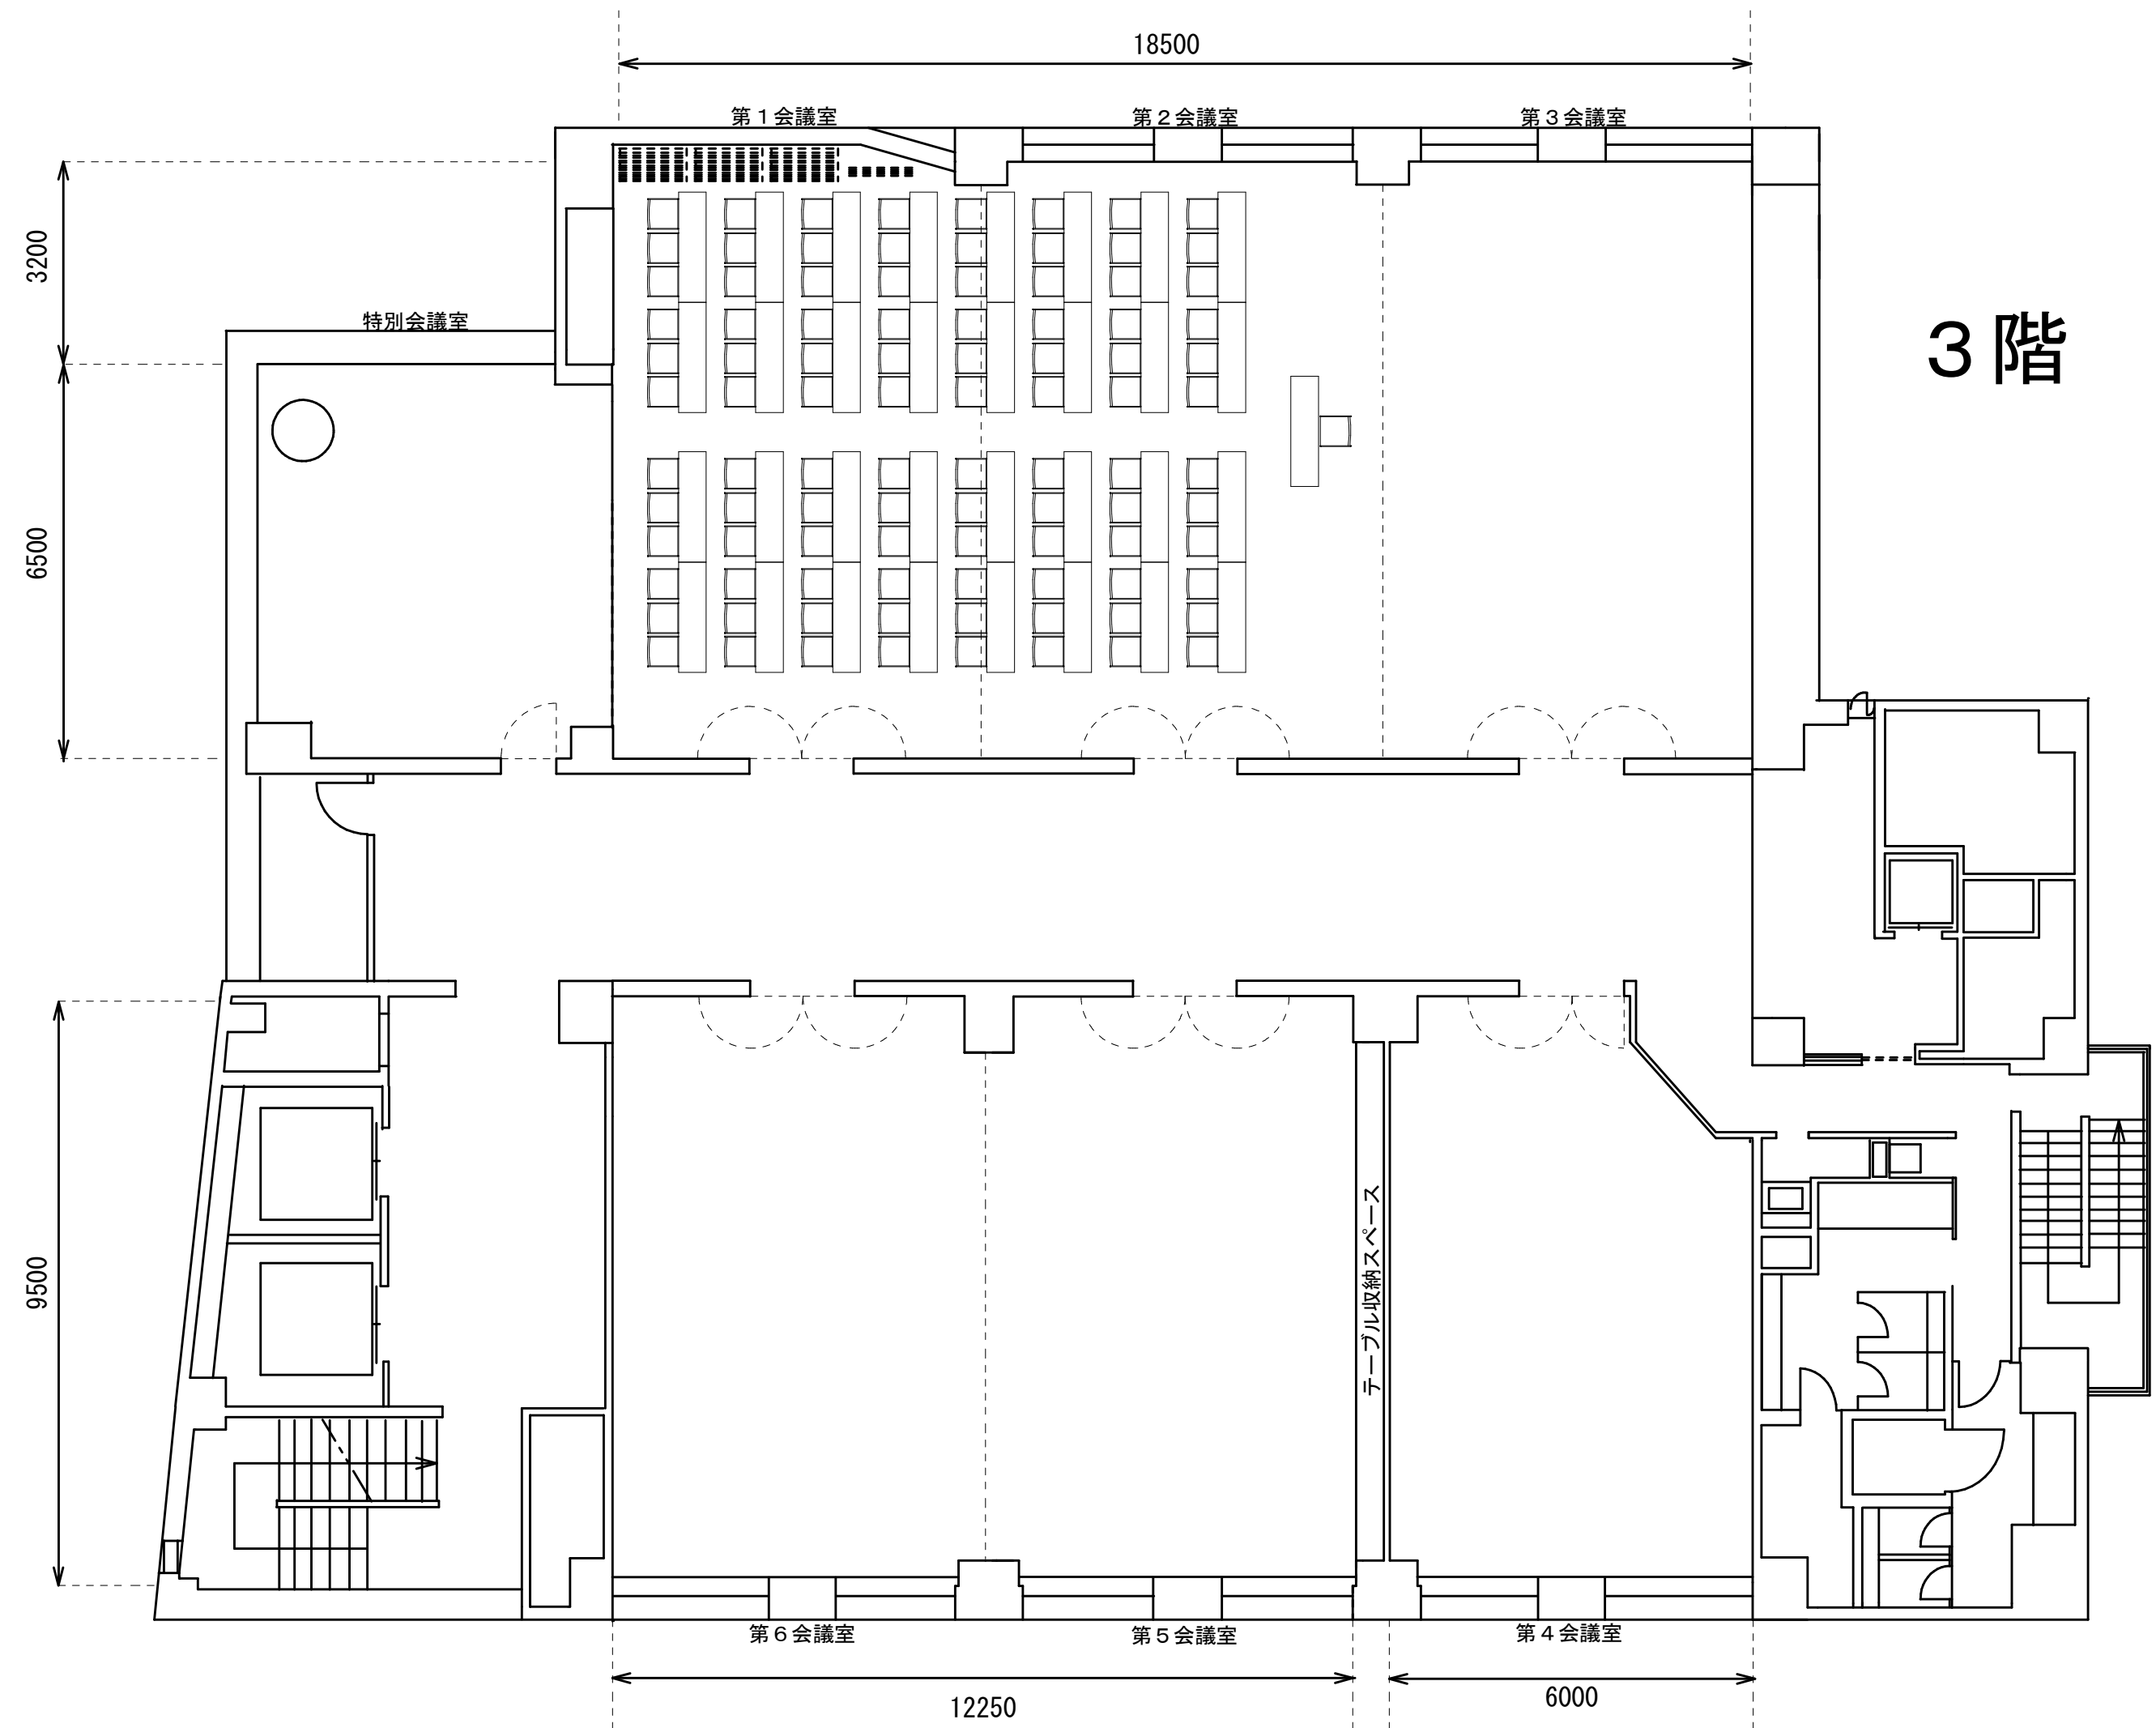 18500
第１会議室
第２会議室
第３会議室
3200
特別会議室
３階
6500
9500
テーブル収納スペース
第６会議室
第５会議室
第４会議室
12250
6000